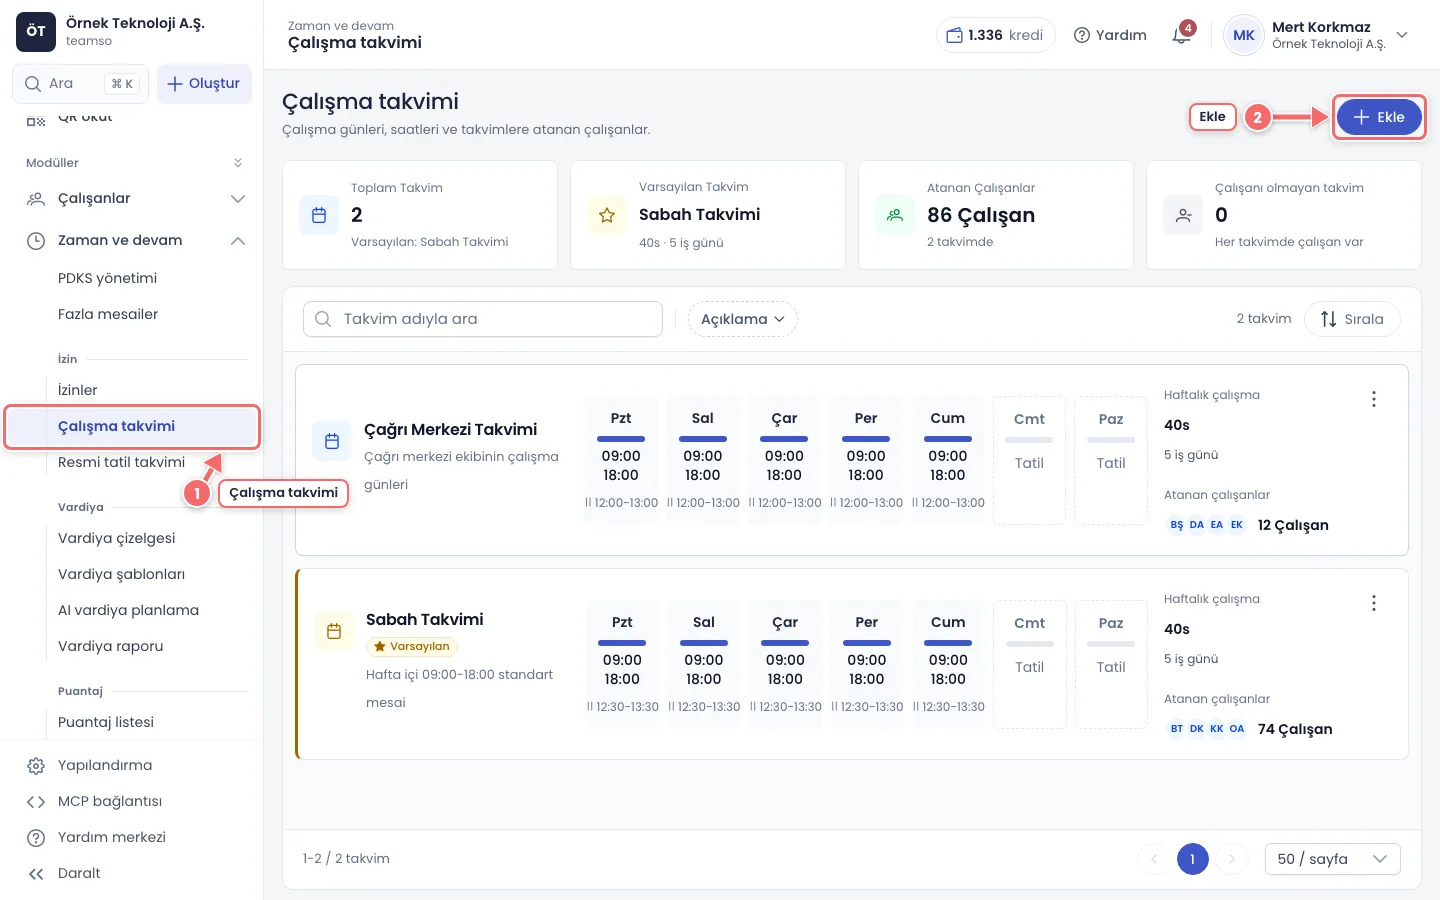 ÖT
Örnek Teknoloji A.Ş.
teamso
Ara
⌘ K
Oluştur
QR okut
Modüller
Çalışanlar
Zaman ve devam
PDKS yönetimi
Fazla mesailer
İzin
İzinler
Çalışma takvimi
Resmi tatil takvimi
1
Çalışma takvimi
Vardiya
Vardiya çizelgesi
Vardiya şablonları
AI vardiya planlama
Vardiya raporu
Puantaj
Puantaj listesi
Yapılandırma
MCP bağlantısı
Yardım merkezi
Daralt
Zaman ve devam
Çalışma takvimi
1.336 kredi
Yardım
4
MK
Mert Korkmaz
Örnek Teknoloji A.Ş.
Çalışma takvimi
Çalışma günleri, saatleri ve takvimlere atanan çalışanlar.
Ekle
2
Ekle
Toplam Takvim
2
Varsayılan: Sabah Takvimi
Varsayılan Takvim
Sabah Takvimi
40s · 5 iş günü
Atanan Çalışanlar
86 Çalışan
2 takvimde
Çalışanı olmayan takvim
0
Her takvimde çalışan var
Takvim adıyla ara
Açıklama
2 takvim
Sırala
Çağrı Merkezi Takvimi
Çağrı merkezi ekibinin çalışma
günleri
Pzt Sal Çar Per Cum Cmt Paz
09:00 09:00 09:00 09:00 09:00 Tatil Tatil
18:00 18:00 18:00 18:00 18:00
12:00-13:00 12:00-13:00 12:00-13:00 12:00-13:00 12:00-13:00
Haftalık çalışma
40s
5 iş günü
Atanan çalışanlar
BŞ DA EA EK 12 Çalışan
Sabah Takvimi
Varsayılan
Hafta içi 09:00-18:00 standart
mesai
Pzt Sal Çar Per Cum Cmt Paz
09:00 09:00 09:00 09:00 09:00 Tatil Tatil
18:00 18:00 18:00 18:00 18:00
12:30-13:30 12:30-13:30 12:30-13:30 12:30-13:30 12:30-13:30
Haftalık çalışma
40s
5 iş günü
Atanan çalışanlar
BT DK KK OA 74 Çalışan
1-2 / 2 takvim
1
50 / sayfa